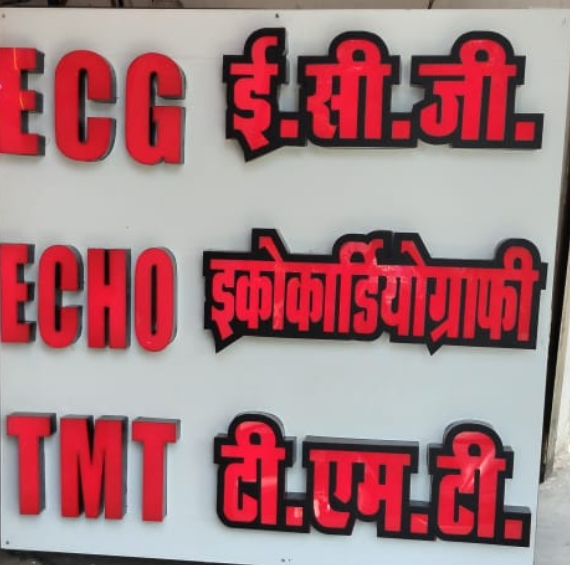 ECG ई.सी.जी.
ECHO इकोकार्डियोग्राफी
TMT टी.एम.टी.